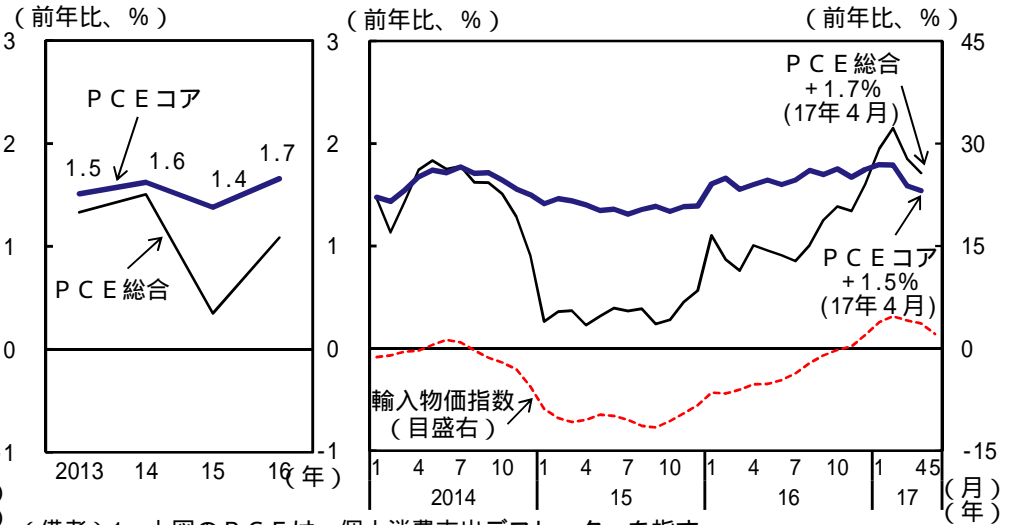 (前年比、％)
3
2
1
0
-1
ＰＣＥコア
1.5
1.6
1.4
1.7
ＰＣＥ総合
2013 14 15 16 (年)
(前年比、％) (前年比、％)
3
2
1
0
-1
45
30
15
0
-15
ＰＣＥ総合
+1.7%
(17年４月)
ＰＣＥコア
+1.5%
(17年４月)
輸入物価指数
(目盛右)
1 4 7 10 1 4 7 10 1 4 7 10 1 45 (月)
2014 15 16 17 (年)